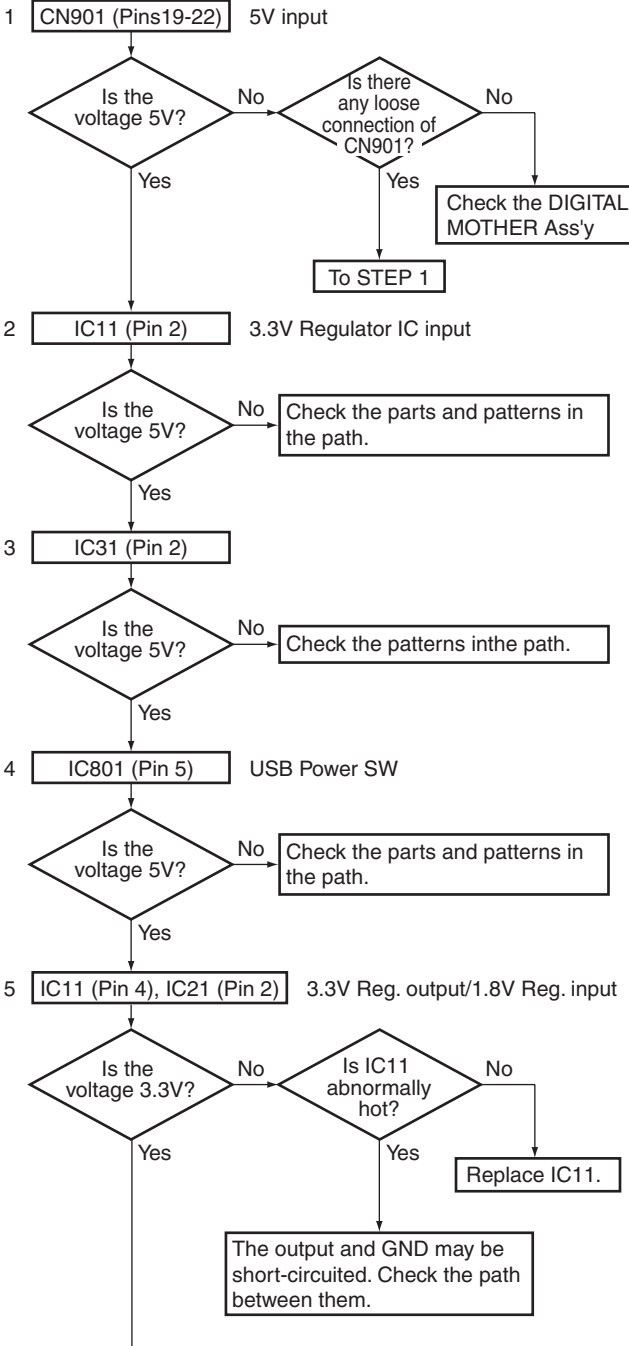 1 CN901 (Pins19-22) 5V input
Is the
voltage 5V?
No
Is there
any loose
connection of
CN901?
No
Yes
Yes
Check the DIGITAL
MOTHER Ass'y
To STEP 1
2 IC11 (Pin 2) 3.3V Regulator IC input
Is the
voltage 5V?
No
Check the parts and patterns in
the path.
Yes
3 IC31 (Pin 2)
Is the
voltage 5V?
No
Check the patterns inthe path.
Yes
4 IC801 (Pin 5) USB Power SW
Is the
voltage 5V?
No
Check the parts and patterns in
the path.
Yes
5 IC11 (Pin 4), IC21 (Pin 2) 3.3V Reg. output/1.8V Reg. input
Is the
voltage 3.3V?
No
Is IC11
abnormally
hot?
No
Yes
Yes
Replace IC11.
The output and GND may be
short-circuited. Check the path
between them.